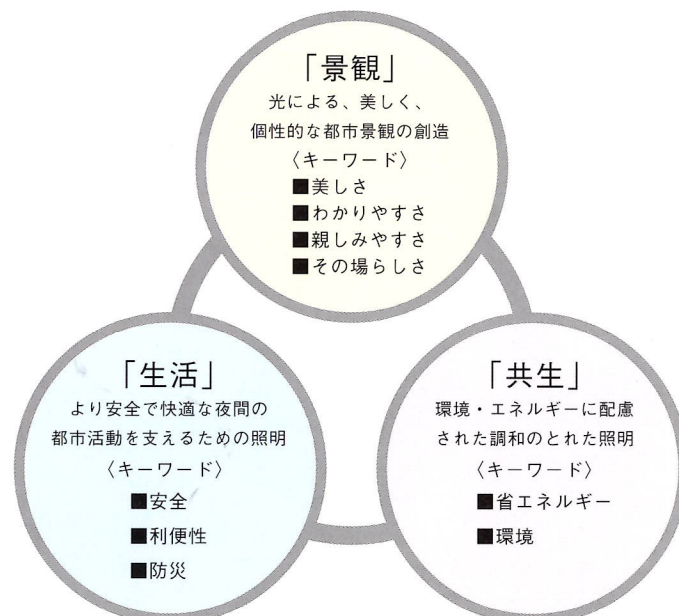 「景観」
光による、美しく、
個性的な都市景観の創造
〈キーワード〉
■美しさ
■わかりやすさ
■親しみやすさ
■その場らしさ
「生活」
より安全で快適な夜間の
都市活動を支えるための照明
〈キーワード〉
■安全
■利便性
■防災
「共生」
環境・エネルギーに配慮
された調和のとれた照明
〈キーワード〉
■省エネルギー
■環境